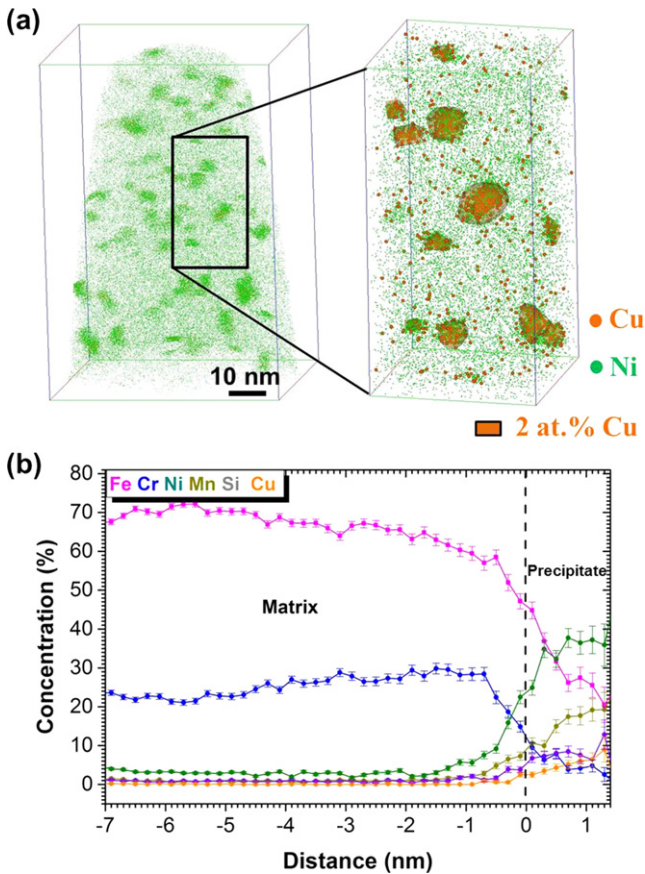 (a)
10 nm
Cu
Ni
2 at.% Cu
(b)
Fe Cr Ni Mn Si Cu
Precipitate
Matrix
Concentration (%)
80
70
60
50
40
30
20
10
0
-7 -6 -5 -4 -3 -2 -1 0 1
Distance (nm)